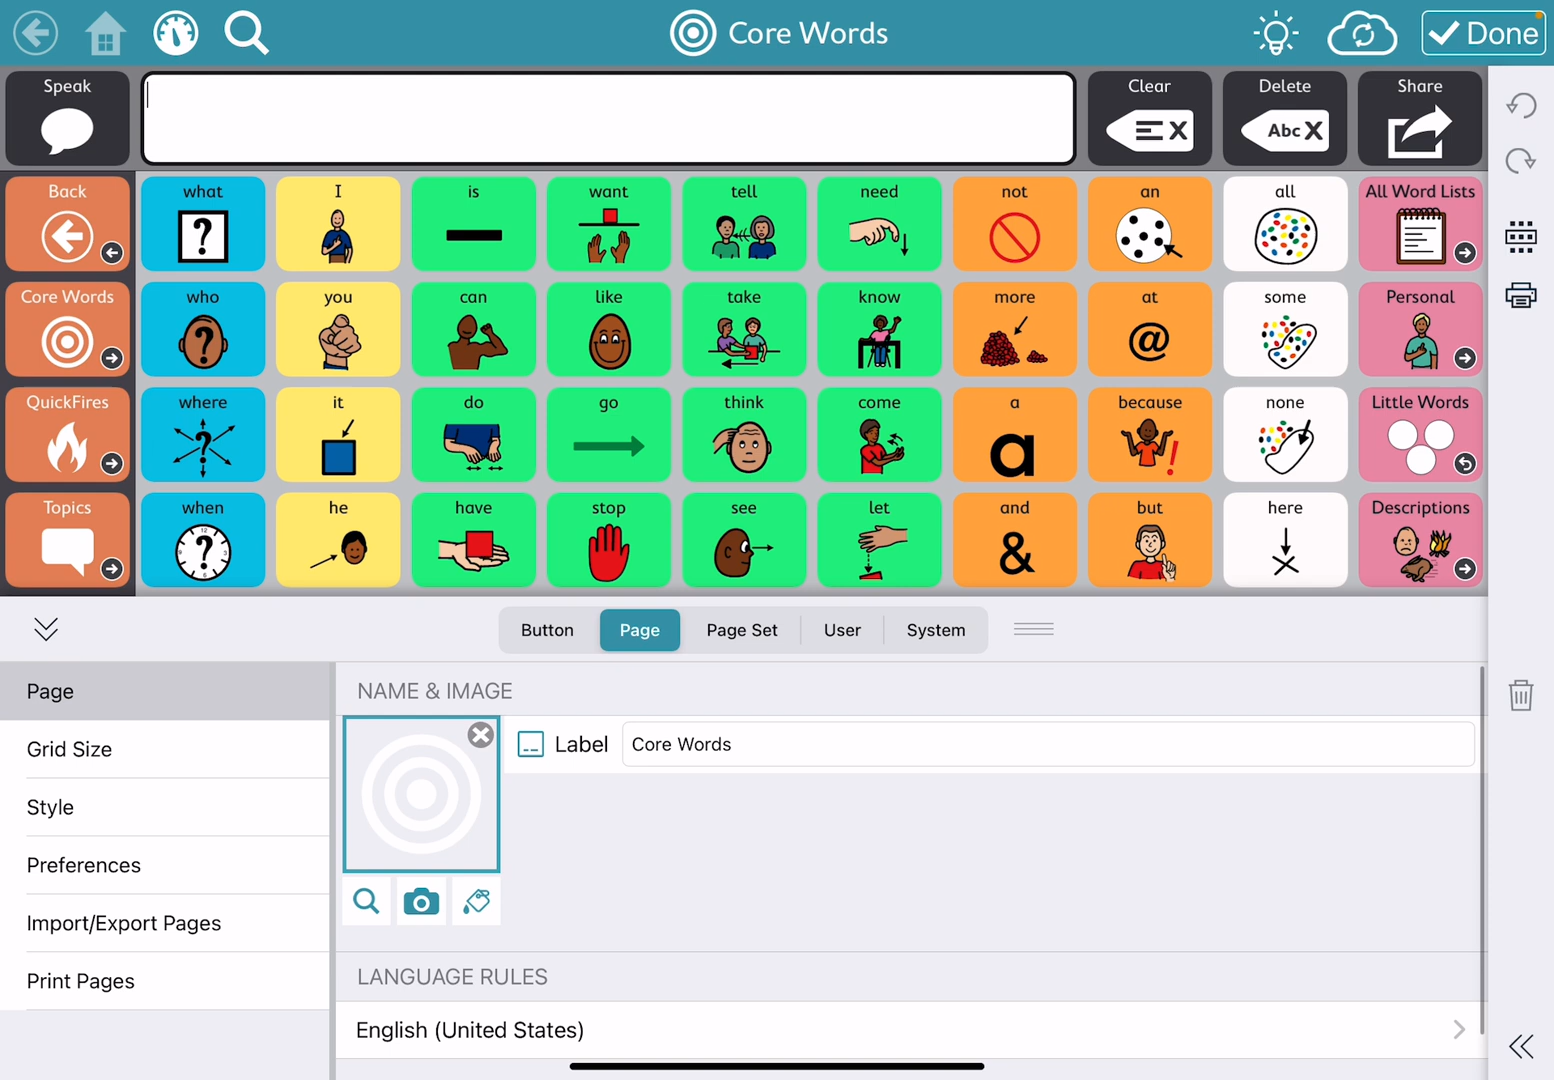 Core Words
Done
Speak
Clear
X
Delete
Abc X
Share
Back
what
?
I
is
want
tell
need
not
an
all
All Word Lists
Core Words
who
?
you
can
like
take
know
more
at
@
some
Personal
QuickFires
where
?
it
do
go
think
come
a
a
because
!
none
Little Words
Topics
when
12
3
6
9
?
he
have
stop
see
let
and
&
but
here
Descriptions
Button
Page
Page Set
User
System
Page
NAME & IMAGE
Label
Core Words
Grid Size
Style
Preferences
Import/Export Pages
Print Pages
LANGUAGE RULES
English (United States)